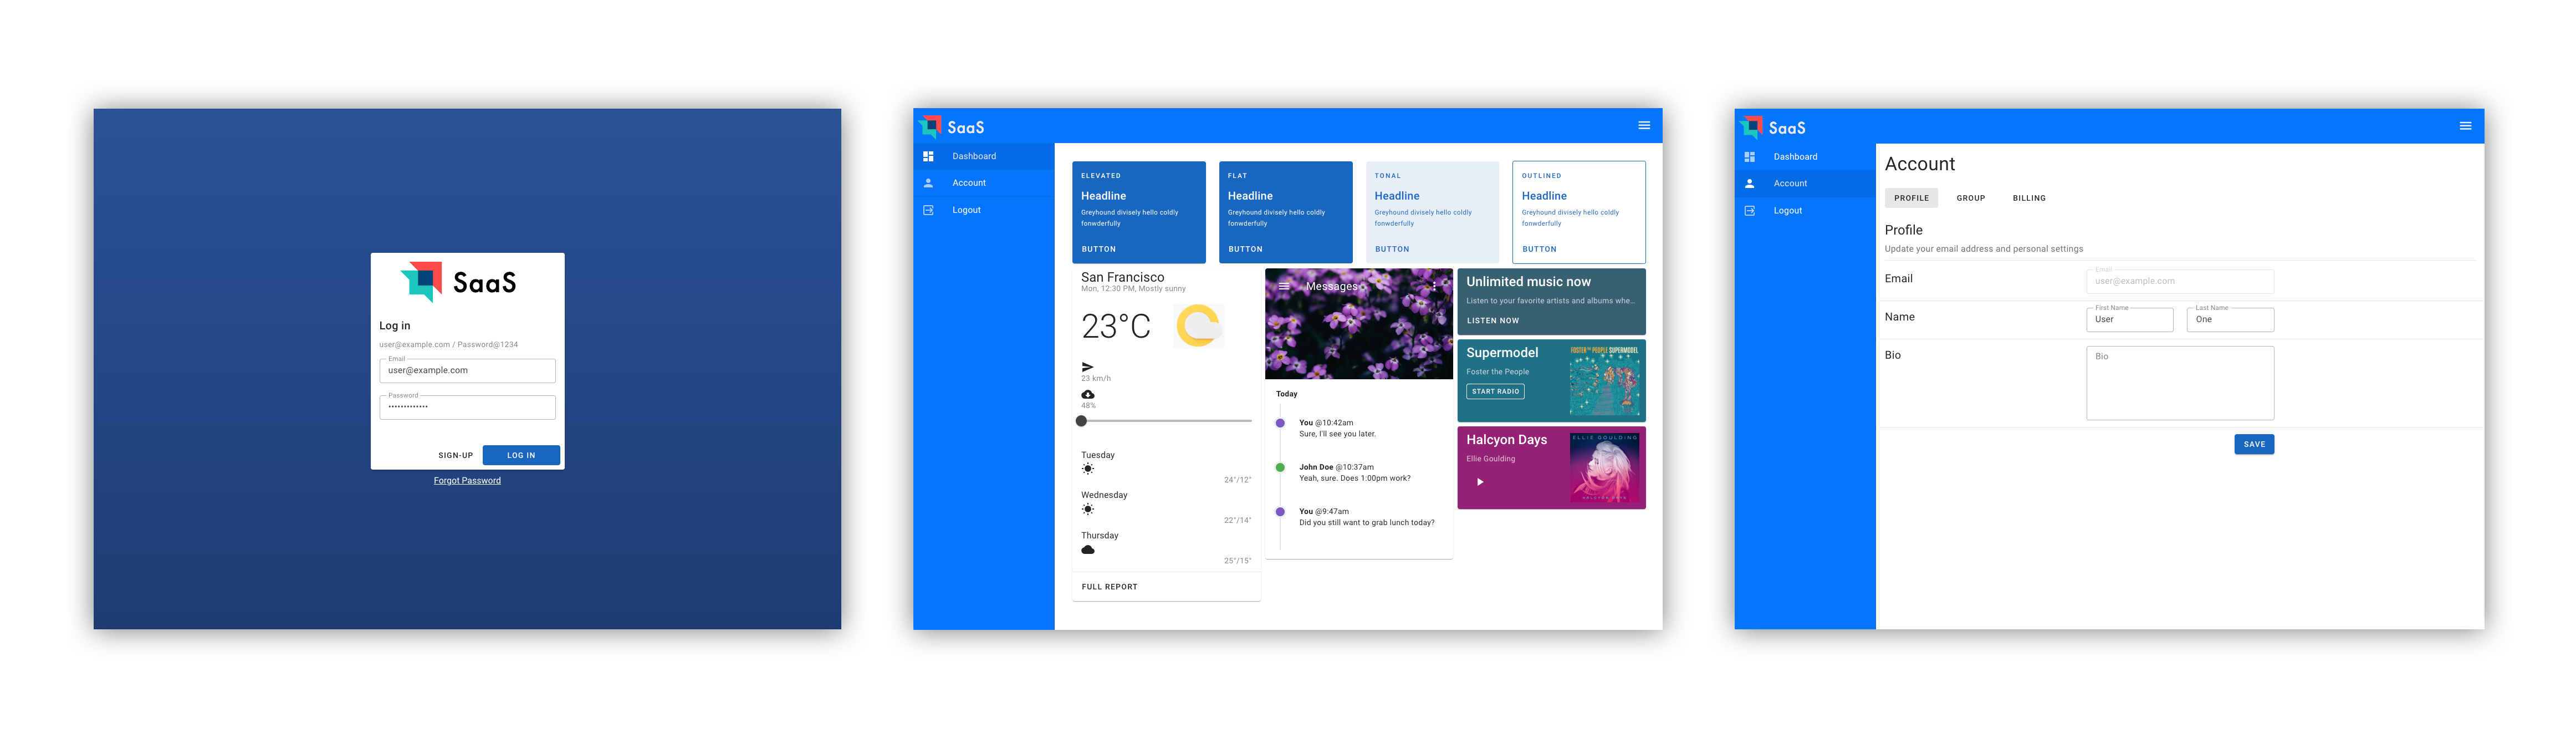 SaaS
Log in
user@example.com / Password@1234
Email
user@example.com
Password
•••••••••••••
SIGN-UP
LOG IN
Forgot Password
SaaS
Dashboard
Account
Logout
ELEVATED
Headline
Greyhound divisely hello coldly
fonwderfully
BUTTON
FLAT
Headline
Greyhound divisely hello coldly
fonwderfully
BUTTON
TONAL
Headline
Greyhound divisely hello coldly
fonwderfully
BUTTON
OUTLINED
Headline
Greyhound divisely hello coldly
fonwderfully
BUTTON
San Francisco
Mon, 12:30 PM, Mostly sunny
23°C
23 km/h
48%
Tuesday
24°/12°
Wednesday
22°/14°
Thursday
25°/15°
FULL REPORT
Messages
Today
You @10:42am
Sure, I'll see you later.
John Doe @10:37am
Yeah, sure. Does 1:00pm work?
You @9:47am
Did you still want to grab lunch today?
Unlimited music now
Listen to your favorite artists and albums whe...
LISTEN NOW
Supermodel
Foster the People
START RADIO
FOSTER THE PEOPLE SUPERMODEL
Halcyon Days
Ellie Goulding
ELLIE GOULDING
HALCYON DAYS
SaaS
Dashboard
Account
Logout
Account
PROFILE
GROUP
BILLING
Profile
Update your email address and personal settings
Email
Email
user@example.com
Name
First Name
User
Last Name
One
Bio
Bio
SAVE